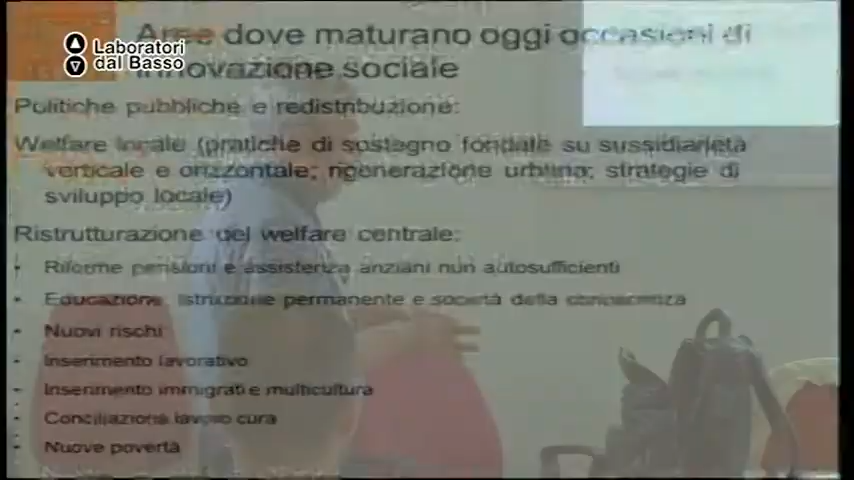 Laboratori
dal Basso
Aree dove maturano oggi occasioni di
innovazione sociale
Politiche pubbliche e redistribuzione:
Welfare locale (pratiche di sostegno fondate su sussidiarietà
verticale e orizzontale; rigenerazione urbana; strategie di
sviluppo locale)
Ristrutturazione del welfare centrale:
• Riforme pensioni e assistenza anziani non autosufficienti
• Educazione, istruzione permanente e società della conoscenza
• Nuovi rischi
• Inserimento lavorativo
• Inserimento immigrati e multicultura
• Conciliazione lavoro cura
• Nuove povertà